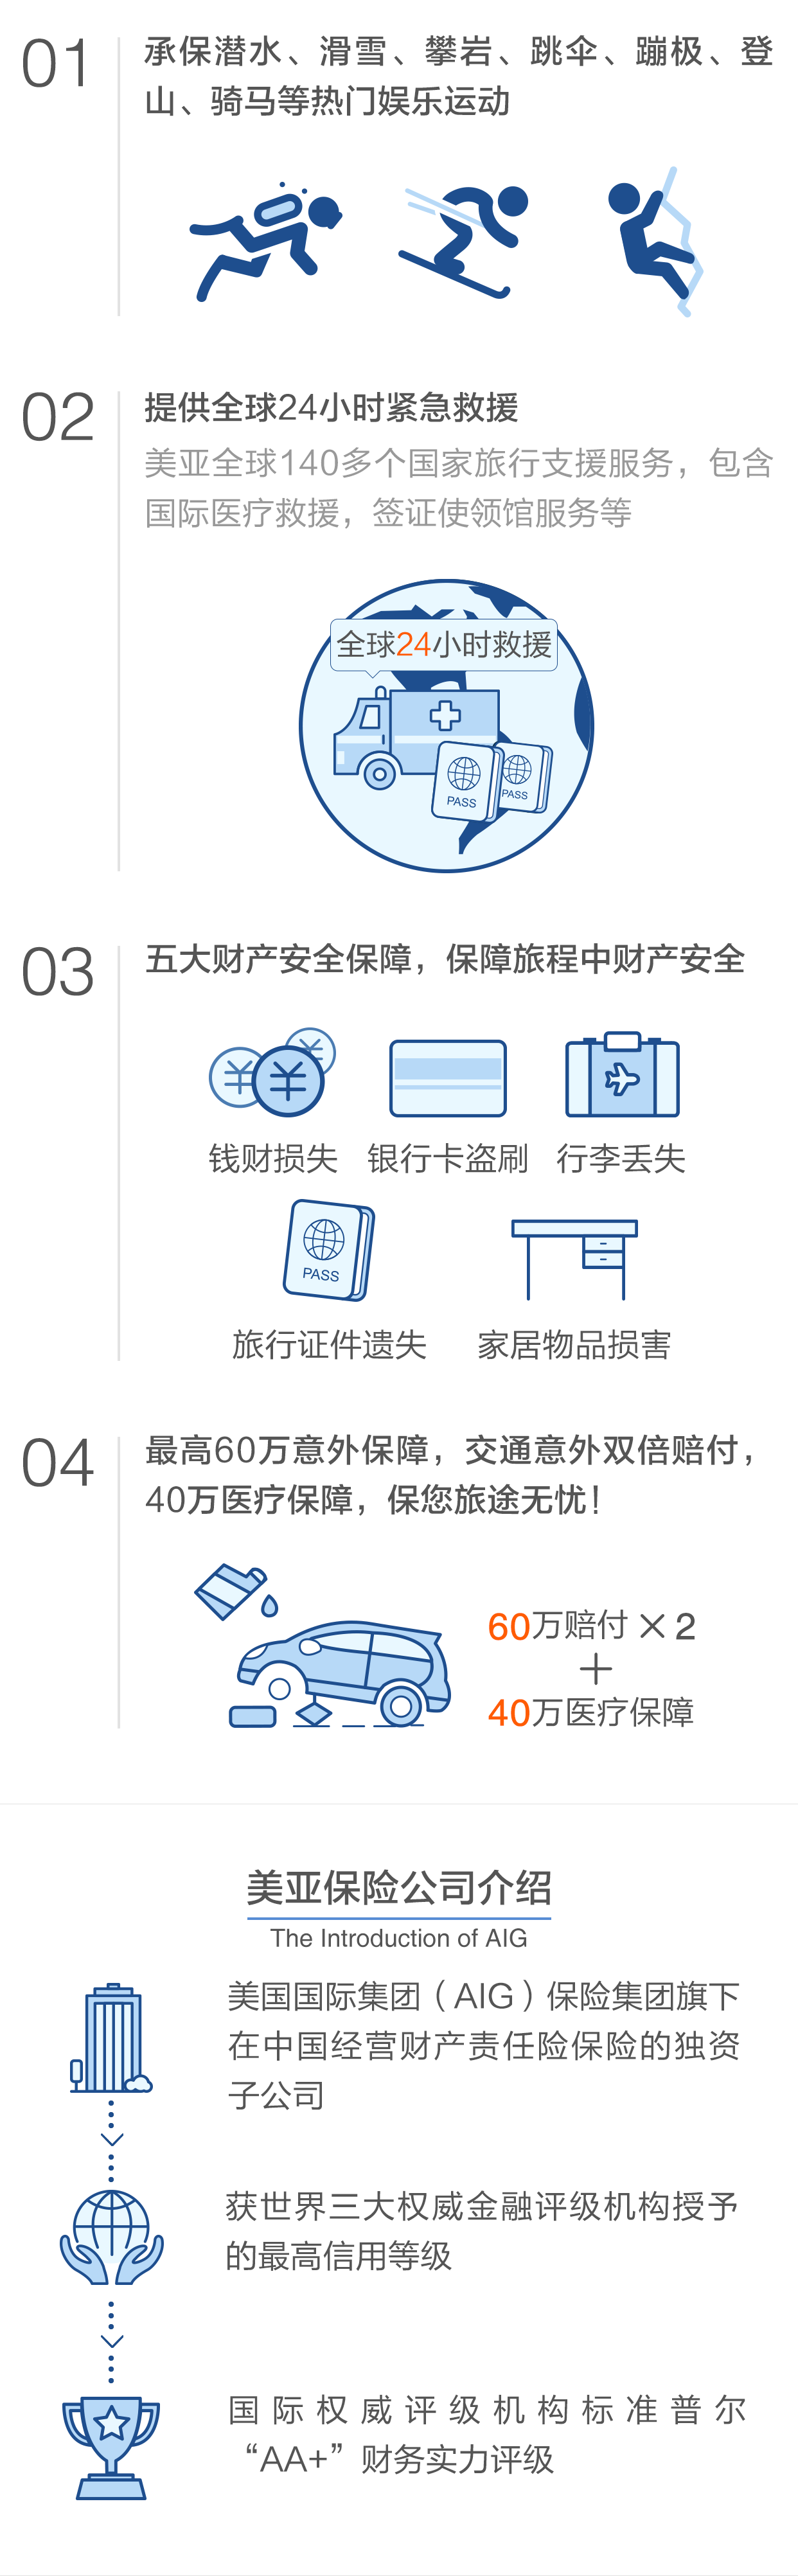 01
承保潜水、滑雪、攀岩、跳伞、蹦极、登
山、骑马等热门娱乐运动
02
提供全球24小时紧急救援
美亚全球140多个国家旅行支援服务，包含
国际医疗救援，签证使领馆服务等
全球24小时救援
PASS
PASS
03
五大财产安全保障，保障旅程中财产安全
钱财损失
银行卡盗刷
行李丢失
PASS
旅行证件遗失
家居物品损害
04
最高60万意外保障，交通意外双倍赔付，
40万医疗保障，保您旅途无忧！
60万赔付×2
+
40万医疗保障
美亚保险公司介绍
The Introduction of AIG
美国国际集团（AIG）保险集团旗下
在中国经营财产责任险保险的独资
子公司
获世界三大权威金融评级机构授予
的最高信用等级
国际权威评级机构标准普尔
“AA+”财务实力评级